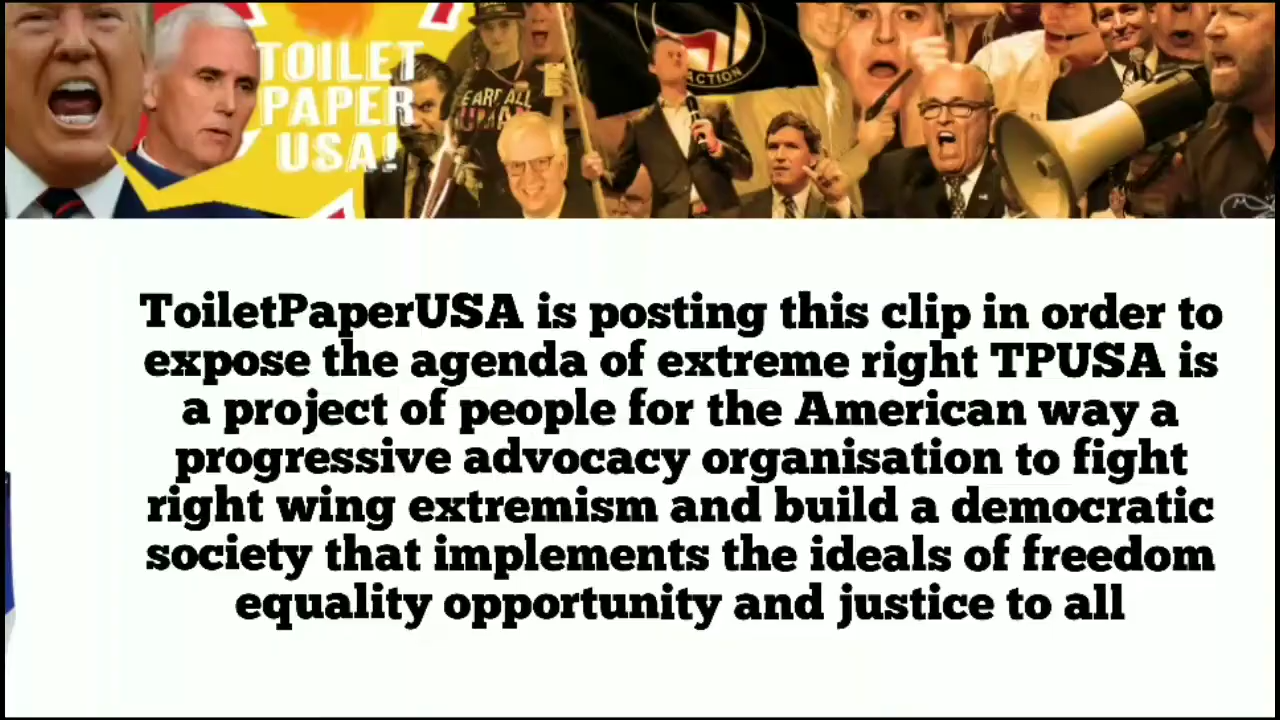 TOILET
PAPER
USA!
ACTION
ToiletPaperUSA is posting this clip in order to
expose the agenda of extreme right TPUSA is
a project of people for the American way a
progressive advocacy organisation to fight
right wing extremism and build a democratic
society that implements the ideals of freedom
equality opportunity and justice to all